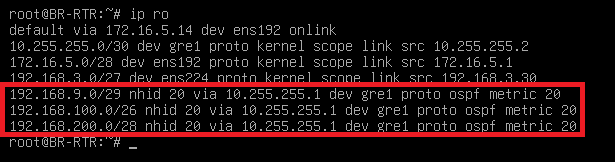 root@BR-RTR:~# ip ro
default via 172.16.5.14 dev ens192 onlink
10.255.255.0/30 dev gre1 proto kernel scope link src 10.255.255.2
172.16.5.0/28 dev ens192 proto kernel scope link src 172.16.5.1
192.168.3.0/27 dev ens224 proto kernel scope link src 192.168.3.30
192.168.9.0/29 nhid 20 via 10.255.255.1 dev gre1 proto ospf metric 20
192.168.100.0/26 nhid 20 via 10.255.255.1 dev gre1 proto ospf metric 20
192.168.200.0/28 nhid 20 via 10.255.255.1 dev gre1 proto ospf metric 20
root@BR-RTR:~# _